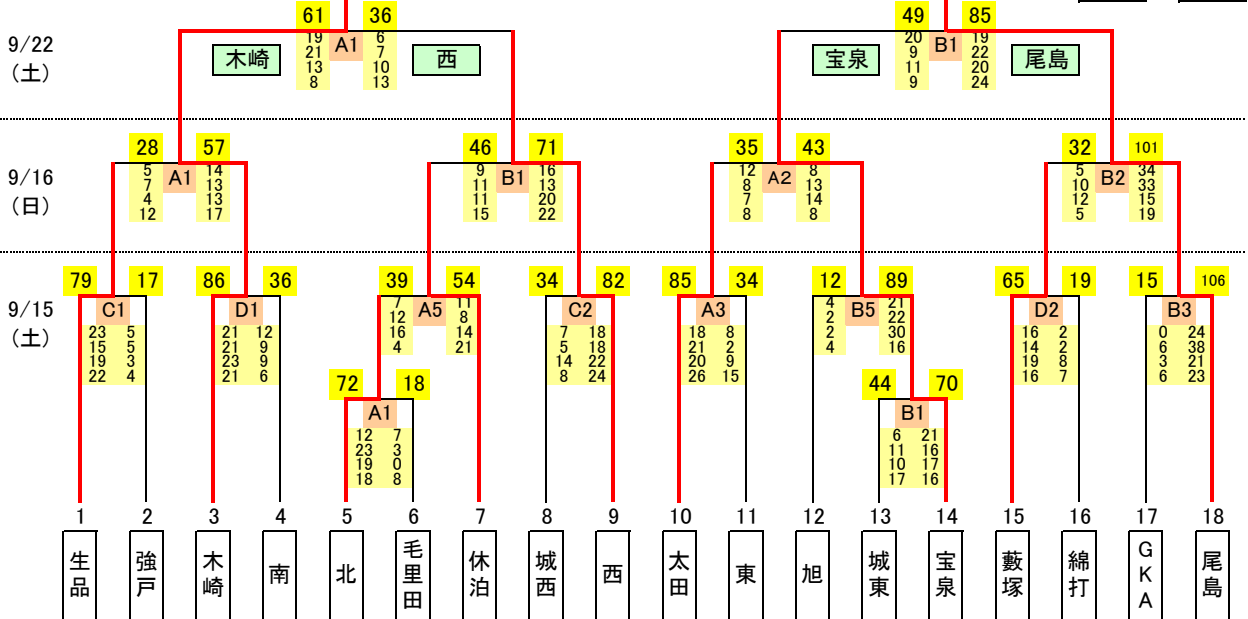 61 36 49 85
9/22
(土)
木崎 19 A1 6 西 宝泉 20 B1 19 尾島
21 7 9 22
13 10 11 20
8 13 9 24
28 57 46 71 35 43 32 101
9/16
(日)
5 A1 14 9 B1 16 12 A2 8 5 B2 34
7 13 11 13 8 13 10 33
4 13 11 20 7 14 12 15
12 17 15 22 8 8 5 19
79 17 86 36 39 54 34 82 85 34 12 89 65 19 15 106
9/15
(土)
C1 D1 7 A5 11 C2 A3 4 B5 21 D2 B3
12 8 2 22
16 14 2 30
4 21 4 16
23 5 21 12 7 18 18 8 16 2 0 24
15 5 21 9 5 18 21 2 14 2 6 38
19 3 23 9 14 22 20 9 19 8 3 21
22 4 21 6 8 24 26 15 16 7 6 23
72 18 44 70
A1 B1
12 7 6 21
23 3 11 16
19 0 10 17
18 8 17 16
1 2 3 4 5 6 7 8 9 10 11 12 13 14 15 16 17 18
生品 強戸 木崎 南 北 毛里田 休泊 城西 西 太田 東 旭 城東 宝泉 藪塚 綿打 GKA 尾島